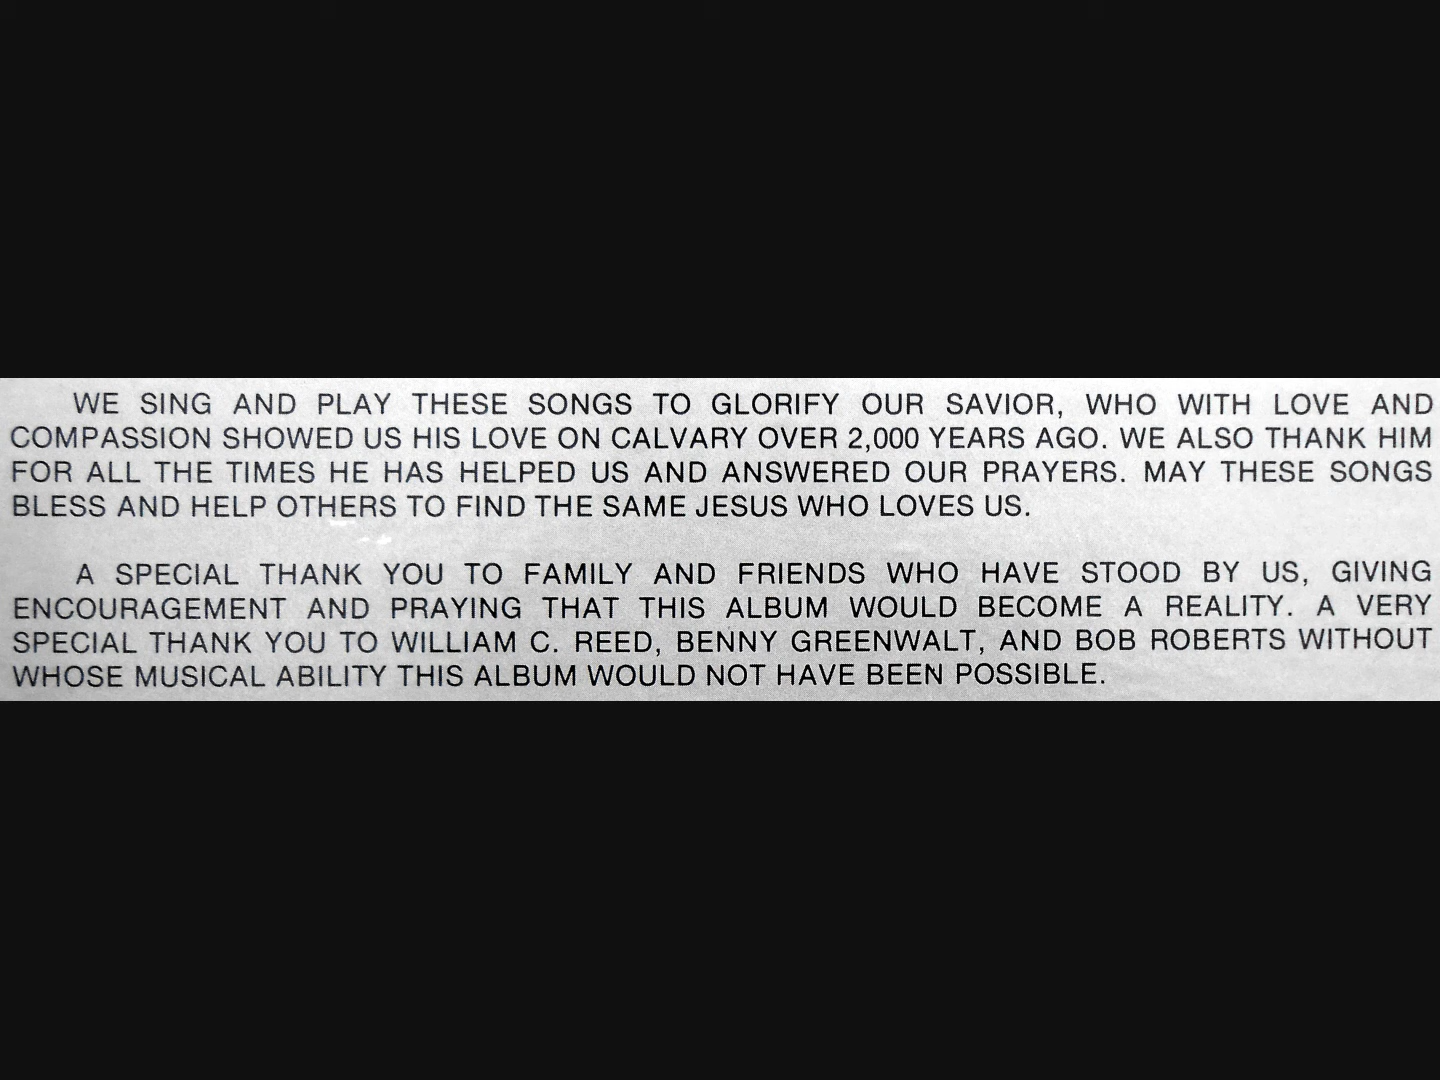 WE SING AND PLAY THESE SONGS TO GLORIFY OUR SAVIOR, WHO WITH LOVE AND
COMPASSION SHOWED US HIS LOVE ON CALVARY OVER 2,000 YEARS AGO. WE ALSO THANK HIM
FOR ALL THE TIMES HE HAS HELPED US AND ANSWERED OUR PRAYERS. MAY THESE SONGS
BLESS AND HELP OTHERS TO FIND THE SAME JESUS WHO LOVES US.
A SPECIAL THANK YOU TO FAMILY AND FRIENDS WHO HAVE STOOD BY US, GIVING
ENCOURAGEMENT AND PRAYING THAT THIS ALBUM WOULD BECOME A REALITY. A VERY
SPECIAL THANK YOU TO WILLIAM C. REED, BENNY GREENWALT, AND BOB ROBERTS WITHOUT
WHOSE MUSICAL ABILITY THIS ALBUM WOULD NOT HAVE BEEN POSSIBLE.